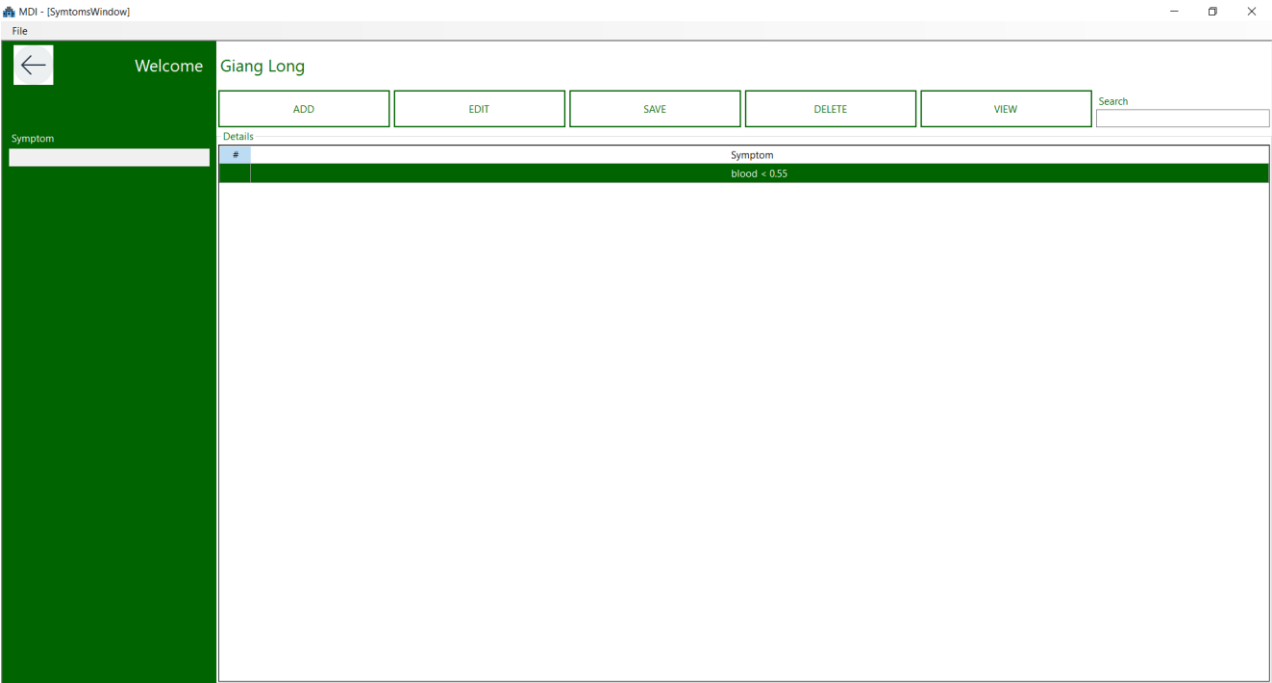 MDI - [SymtomsWindow]
File
Welcome Giang Long
ADD EDIT SAVE DELETE VIEW Search
Symptom
Details
# Symptom
blood < 0.55